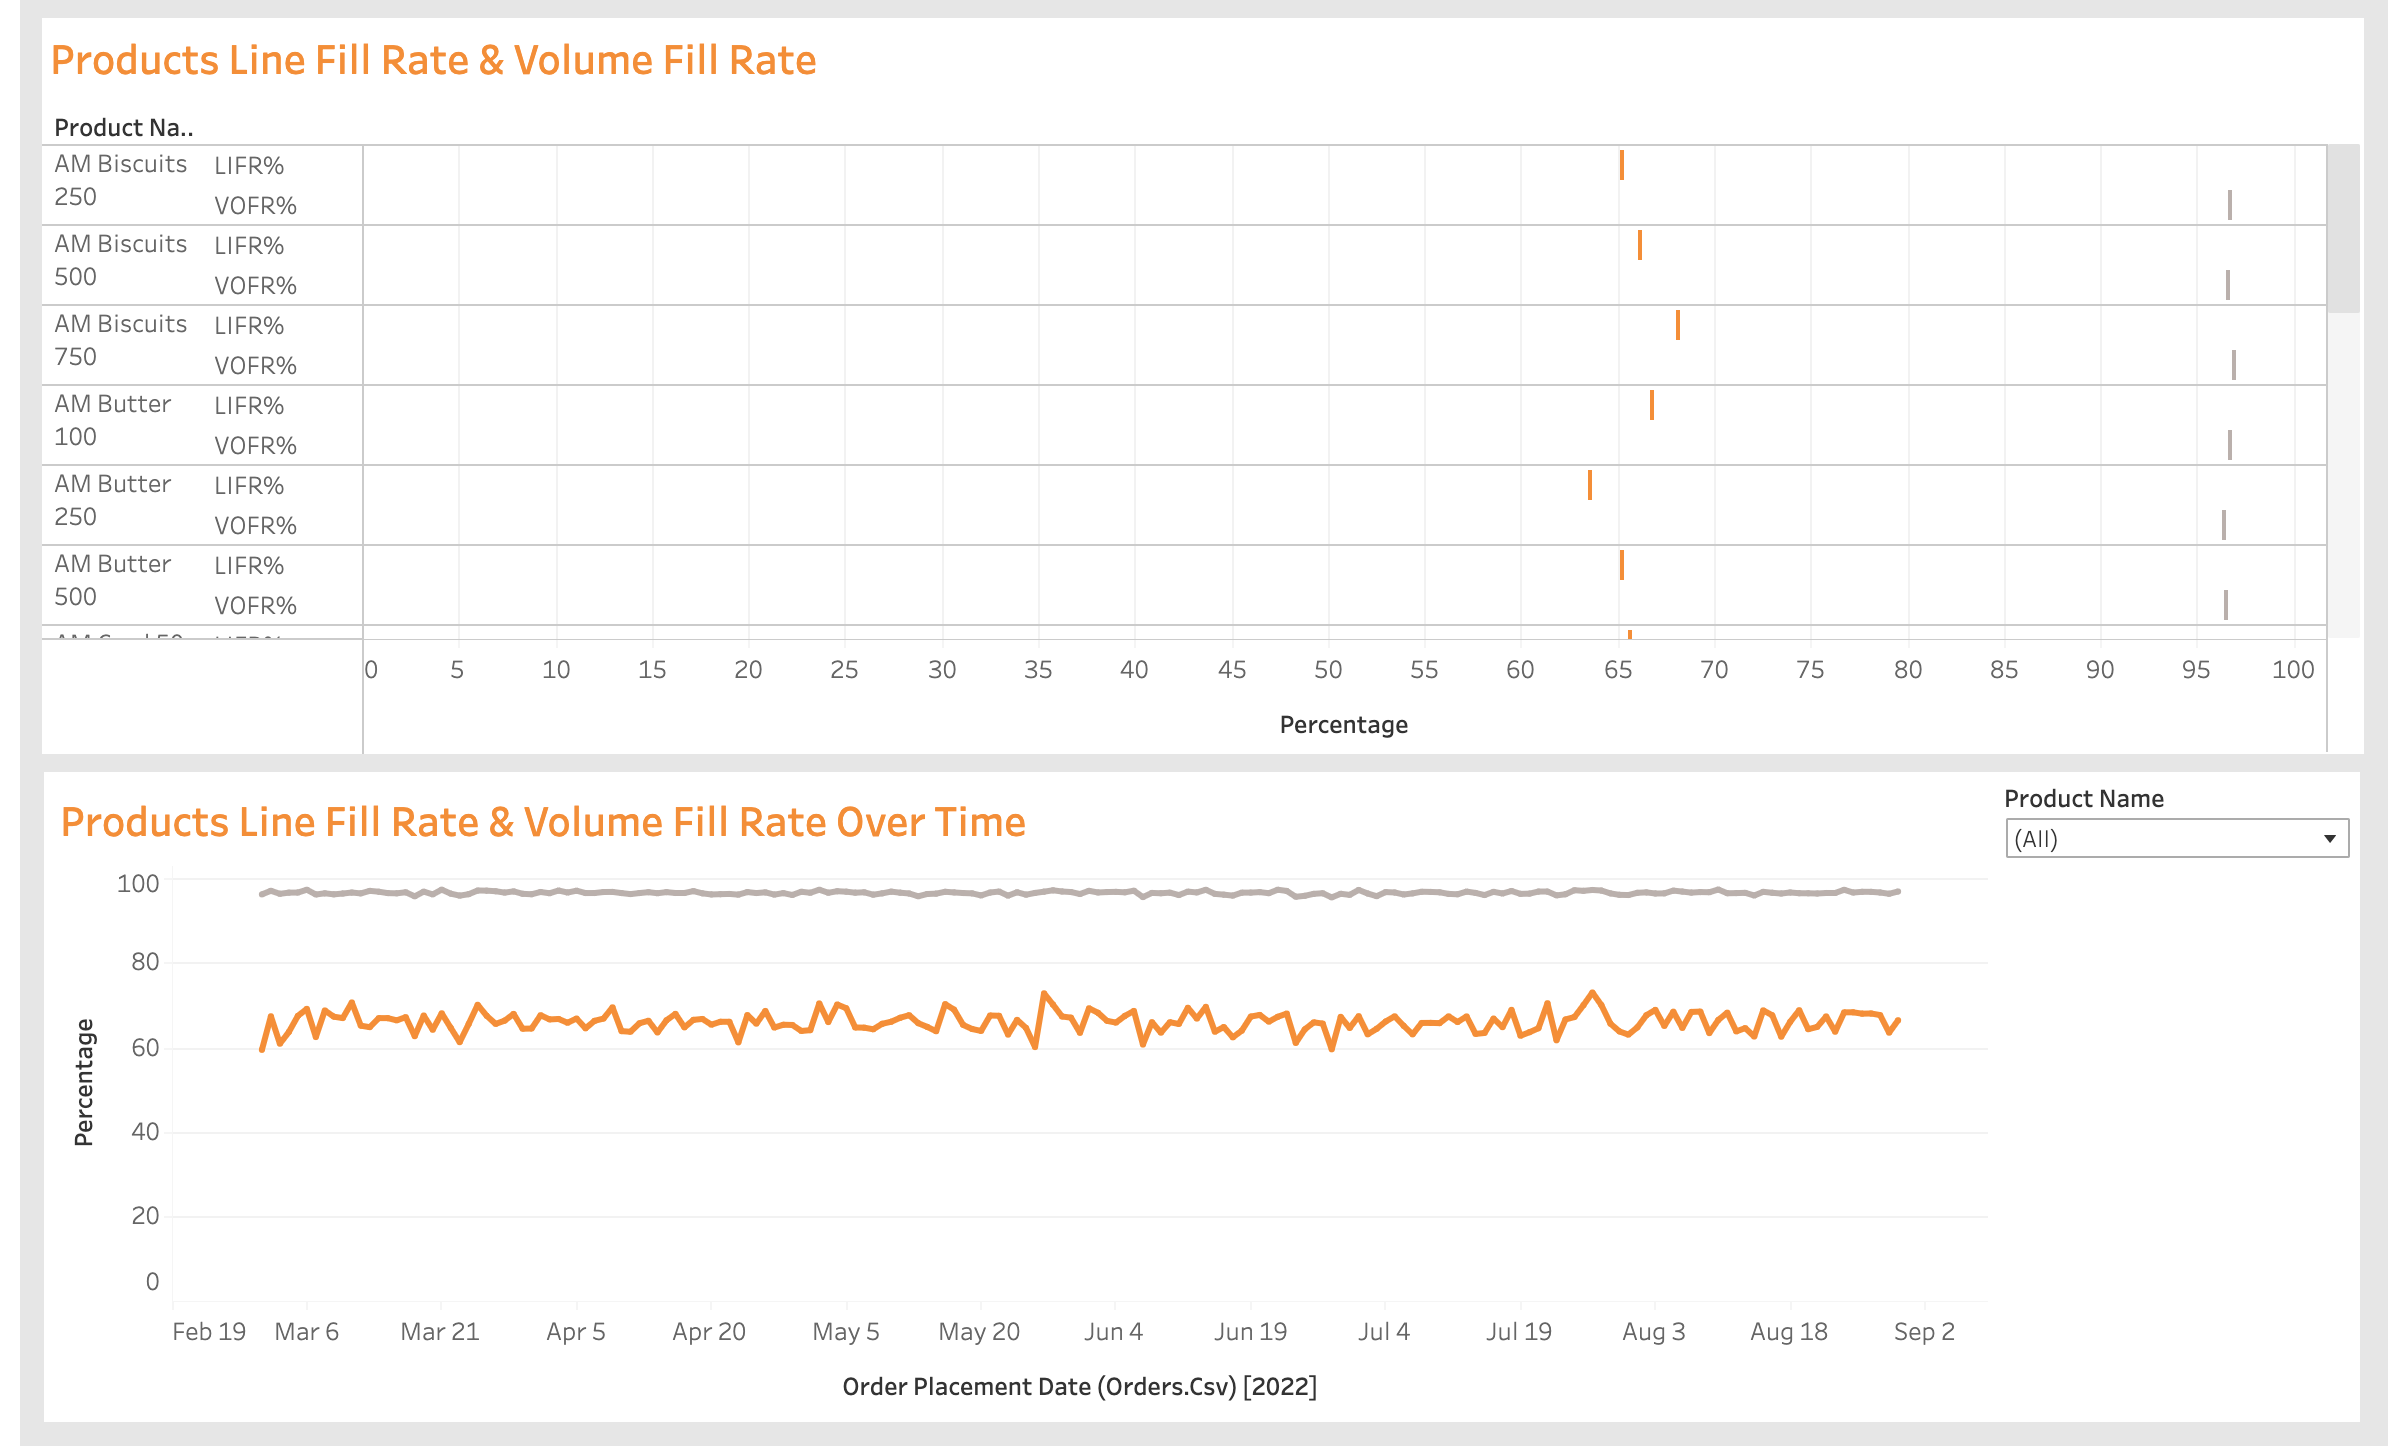 Products Line Fill Rate & Volume Fill Rate
Product Na..
AM Biscuits 250
LIFR%
VOFR%
AM Biscuits 500
LIFR%
VOFR%
AM Biscuits 750
LIFR%
VOFR%
AM Butter 100
LIFR%
VOFR%
AM Butter 250
LIFR%
VOFR%
AM Butter 500
LIFR%
VOFR%
0 5 10 15 20 25 30 35 40 45 50 55 60 65 70 75 80 85 90 95 100
Percentage
Products Line Fill Rate & Volume Fill Rate Over Time
Product Name
(All)
100
80
60
40
20
0
Percentage
Feb 19 Mar 6 Mar 21 Apr 5 Apr 20 May 5 May 20 Jun 4 Jun 19 Jul 4 Jul 19 Aug 3 Aug 18 Sep 2
Order Placement Date (Orders.Csv) [2022]